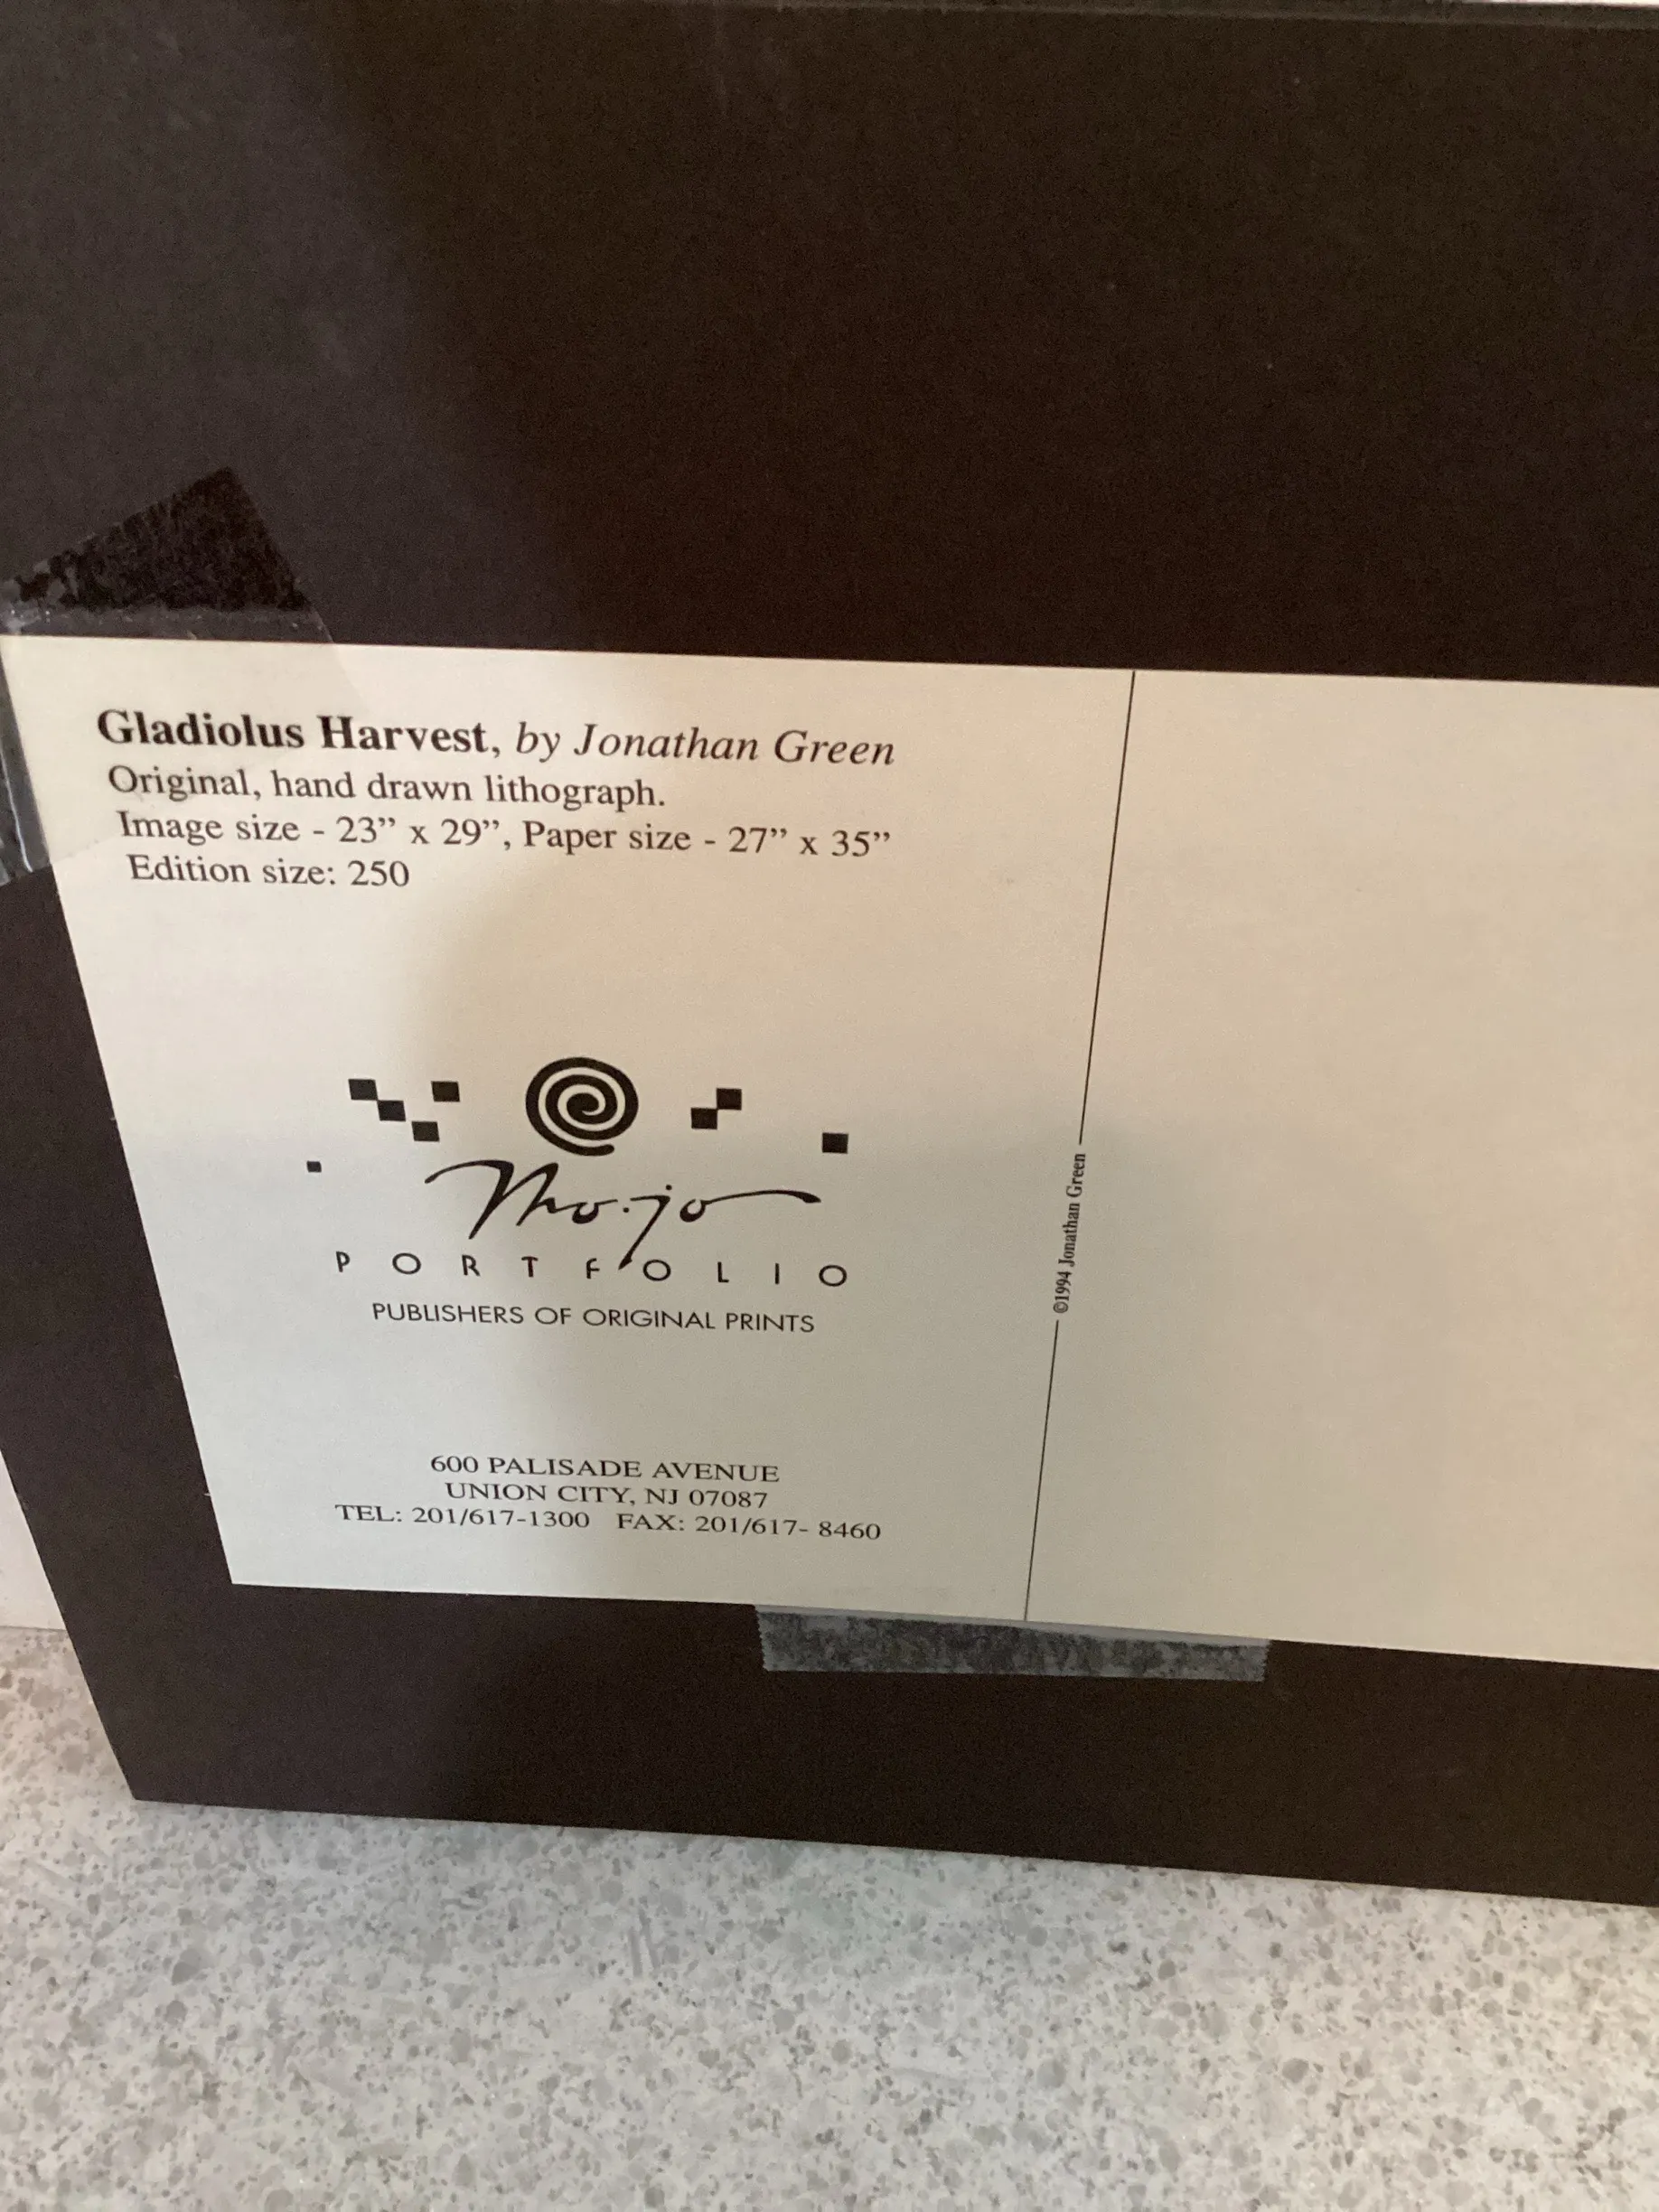 Gladiolus Harvest, by Jonathan Green
Original, hand drawn lithograph.
Image size - 23” x 29”, Paper size - 27” x 35”
Edition size: 250
Mo·jo
PORTFOLIO
PUBLISHERS OF ORIGINAL PRINTS
600 PALISADE AVENUE
UNION CITY, NJ 07087
TEL: 201/617-1300 FAX: 201/617- 8460
©1994 Jonathan Green